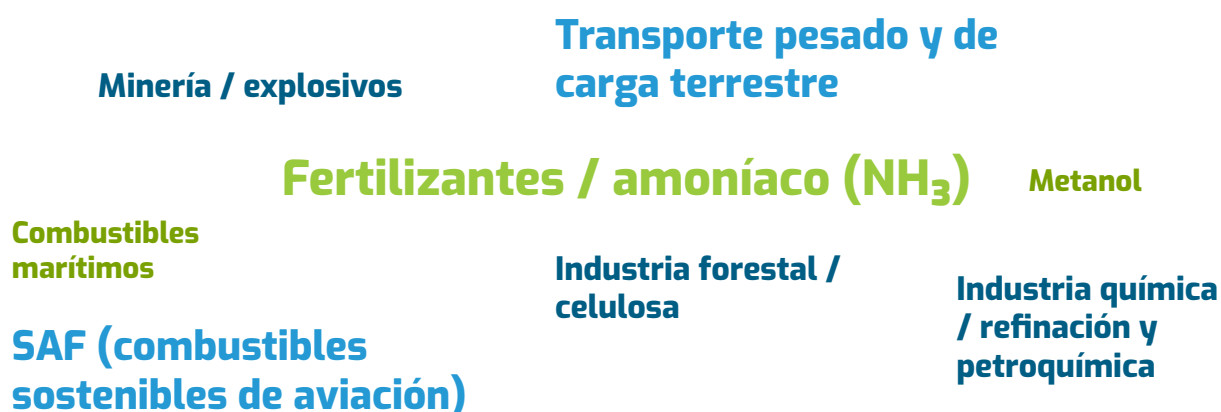 Transporte pesado y de
carga terrestre
Minería / explosivos
Fertilizantes / amoníaco (NH₃)
Metanol
Combustibles
marítimos
Industria forestal /
celulosa
Industria química
/ refinación y
petroquímica
SAF (combustibles
sostenibles de aviación)